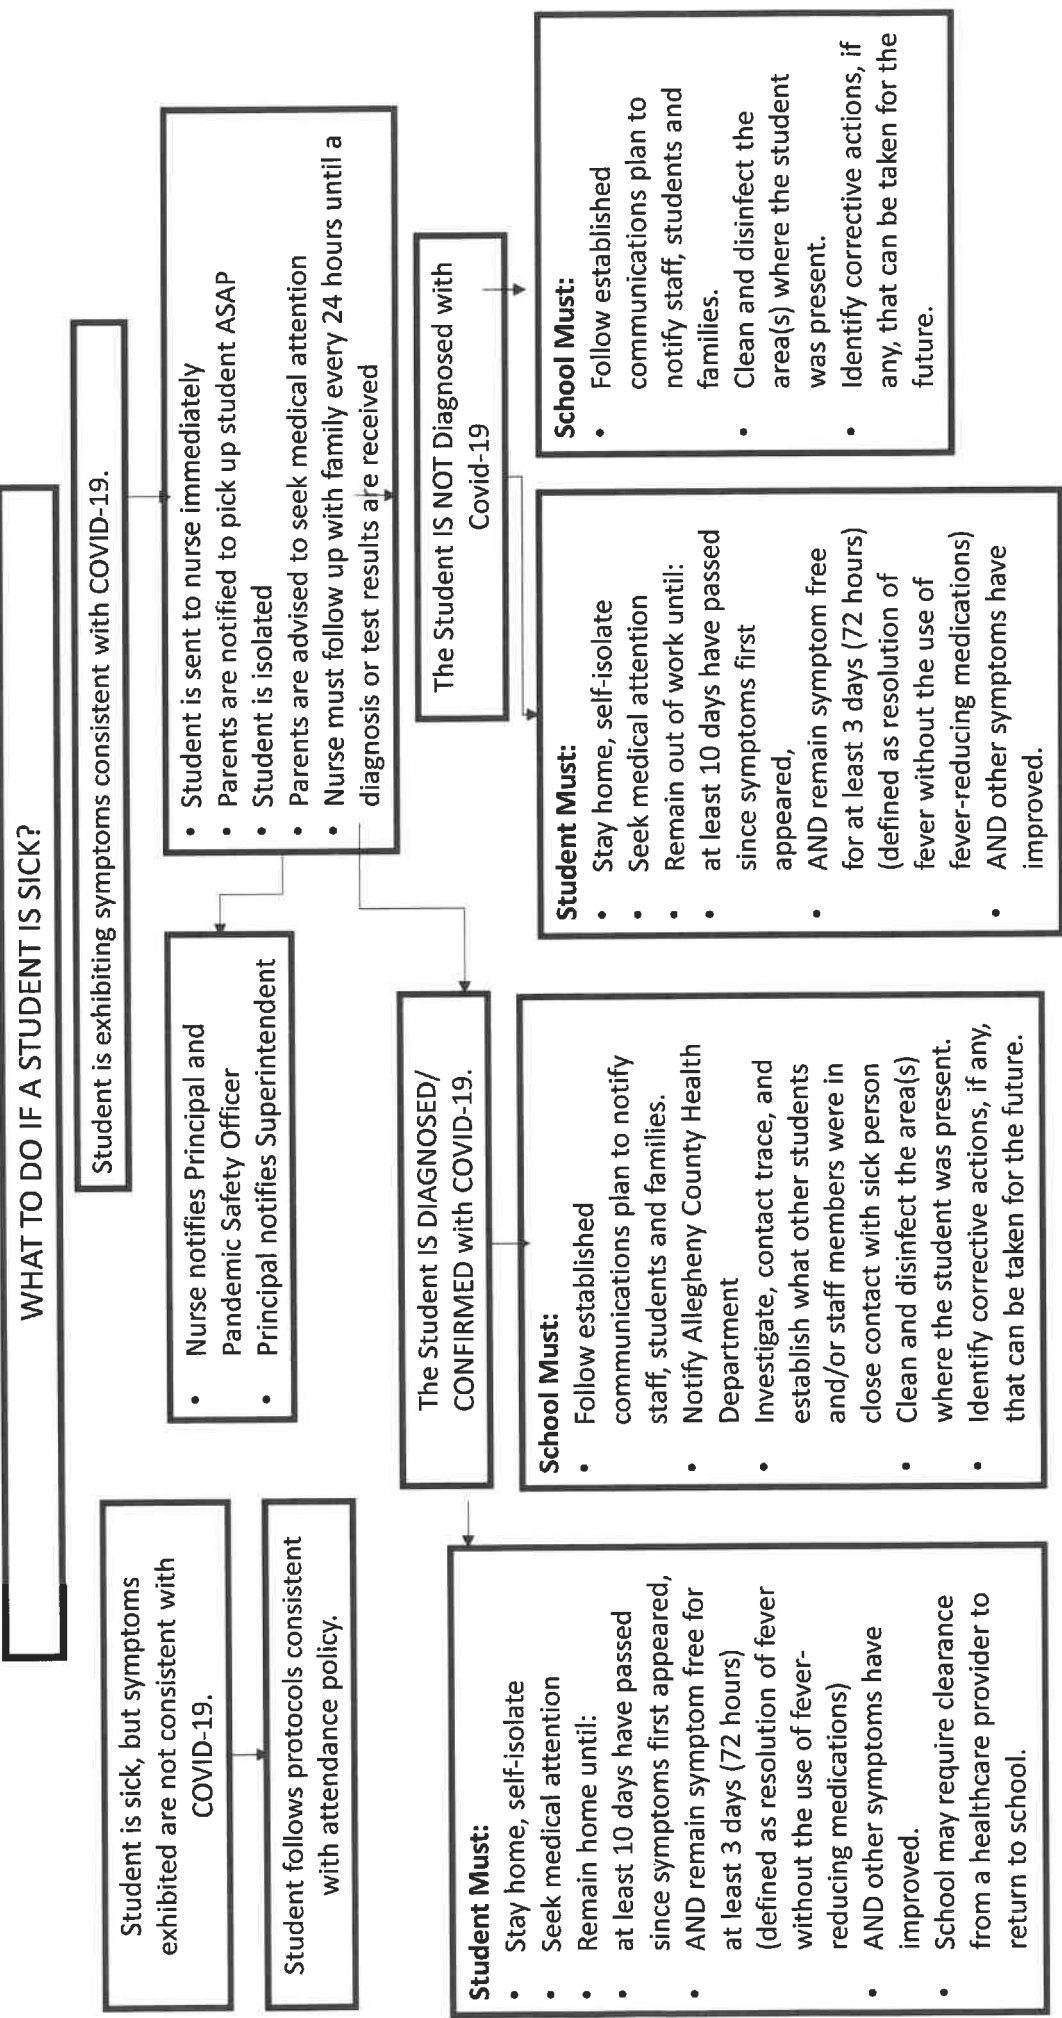 WHAT TO DO IF A STUDENT IS SICK?
Student is sick, but symptoms
exhibited are not consistent with
COVID-19.
Student follows protocols consistent
with attendance policy.
Student is exhibiting symptoms consistent with COVID-19.
• Student is sent to nurse immediately
• Parents are notified to pick up student ASAP
• Student is isolated
• Parents are advised to seek medical attention
• Nurse must follow up with family every 24 hours until a
diagnosis or test results are received
• Nurse notifies Principal and
Pandemic Safety Officer
• Principal notifies Superintendent
The Student IS DIAGNOSED/
CONFIRMED with COVID-19.
Student Must:
• Stay home, self-isolate
• Seek medical attention
• Remain home until:
• at least 10 days have passed
since symptoms first appeared,
• AND remain symptom free for
at least 3 days (72 hours)
(defined as resolution of fever
without the use of fever-
reducing medications)
• AND other symptoms have
improved.
• School may require clearance
from a healthcare provider to
return to school.
School Must:
• Follow established
communications plan to notify
staff, students and families.
• Notify Allegheny County Health
Department
• Investigate, contact trace, and
establish what other students
and/or staff members were in
close contact with sick person
• Clean and disinfect the area(s)
where the student was present.
• Identify corrective actions, if any,
that can be taken for the future.
The Student IS NOT Diagnosed with
Covid-19
Student Must:
• Stay home, self-isolate
• Seek medical attention
• Remain out of work until:
• at least 10 days have passed
since symptoms first
appeared,
• AND remain symptom free
for at least 3 days (72 hours)
(defined as resolution of
fever without the use of
fever-reducing medications)
• AND other symptoms have
improved.
School Must:
• Follow established
communications plan to
notify staff, students and
families.
• Clean and disinfect the
area(s) where the student
was present.
• Identify corrective actions, if
any, that can be taken for the
future.